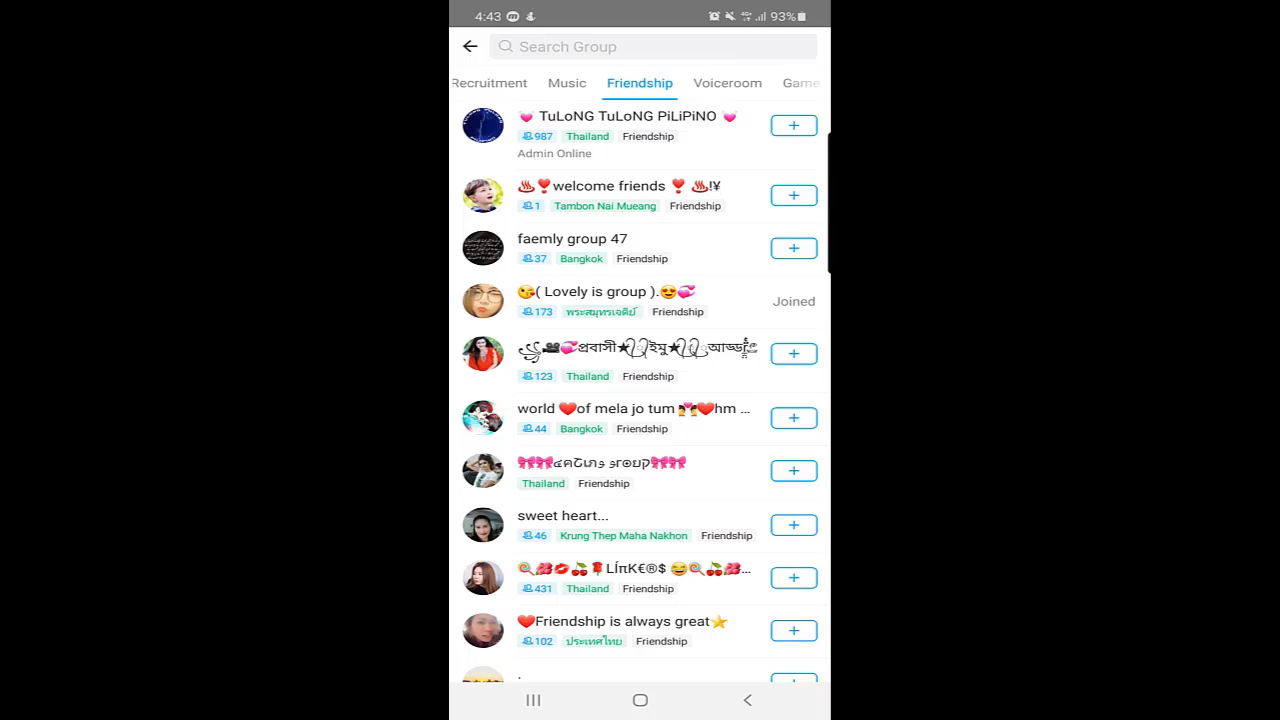 4:43 93%
Search Group
Recruitment Music Friendship Voiceroom Game
💓 TuLoNG TuLoNG PiLiPiNO 💓
987 Thailand Friendship
Admin Online
♨️❣️welcome friends ❣️ ♨️!¥
1 Tambon Nai Mueang Friendship
faemly group 47
37 Bangkok Friendship
😘( Lovely is group ).😍💞
Joined
173 พระสมุทรเจดีย์ Friendship
প্রবাসী★ইমু★আড্ডা
123 Thailand Friendship
world ❤️of mela jo tum 💏❤️hm ...
44 Bangkok Friendship
Thailand Friendship
sweet heart...
46 Krung Thep Maha Nakhon Friendship
🍭🌺💋🍒🌹LÍπK€®$ 😂🍭🍒🌺...
431 Thailand Friendship
❤️Friendship is always great⭐
102 ประเทศไทย Friendship